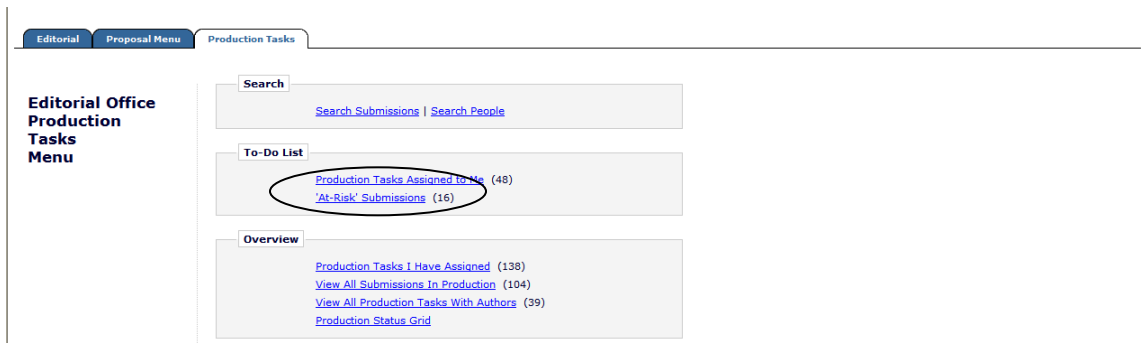 Editorial Proposal Menu Production Tasks
Editorial Office
Production
Tasks
Menu
Search
Search Submissions | Search People
To-Do List
Production Tasks Assigned to Me (48)
'At-Risk' Submissions (16)
Overview
Production Tasks I Have Assigned (138)
View All Submissions In Production (104)
View All Production Tasks With Authors (39)
Production Status Grid